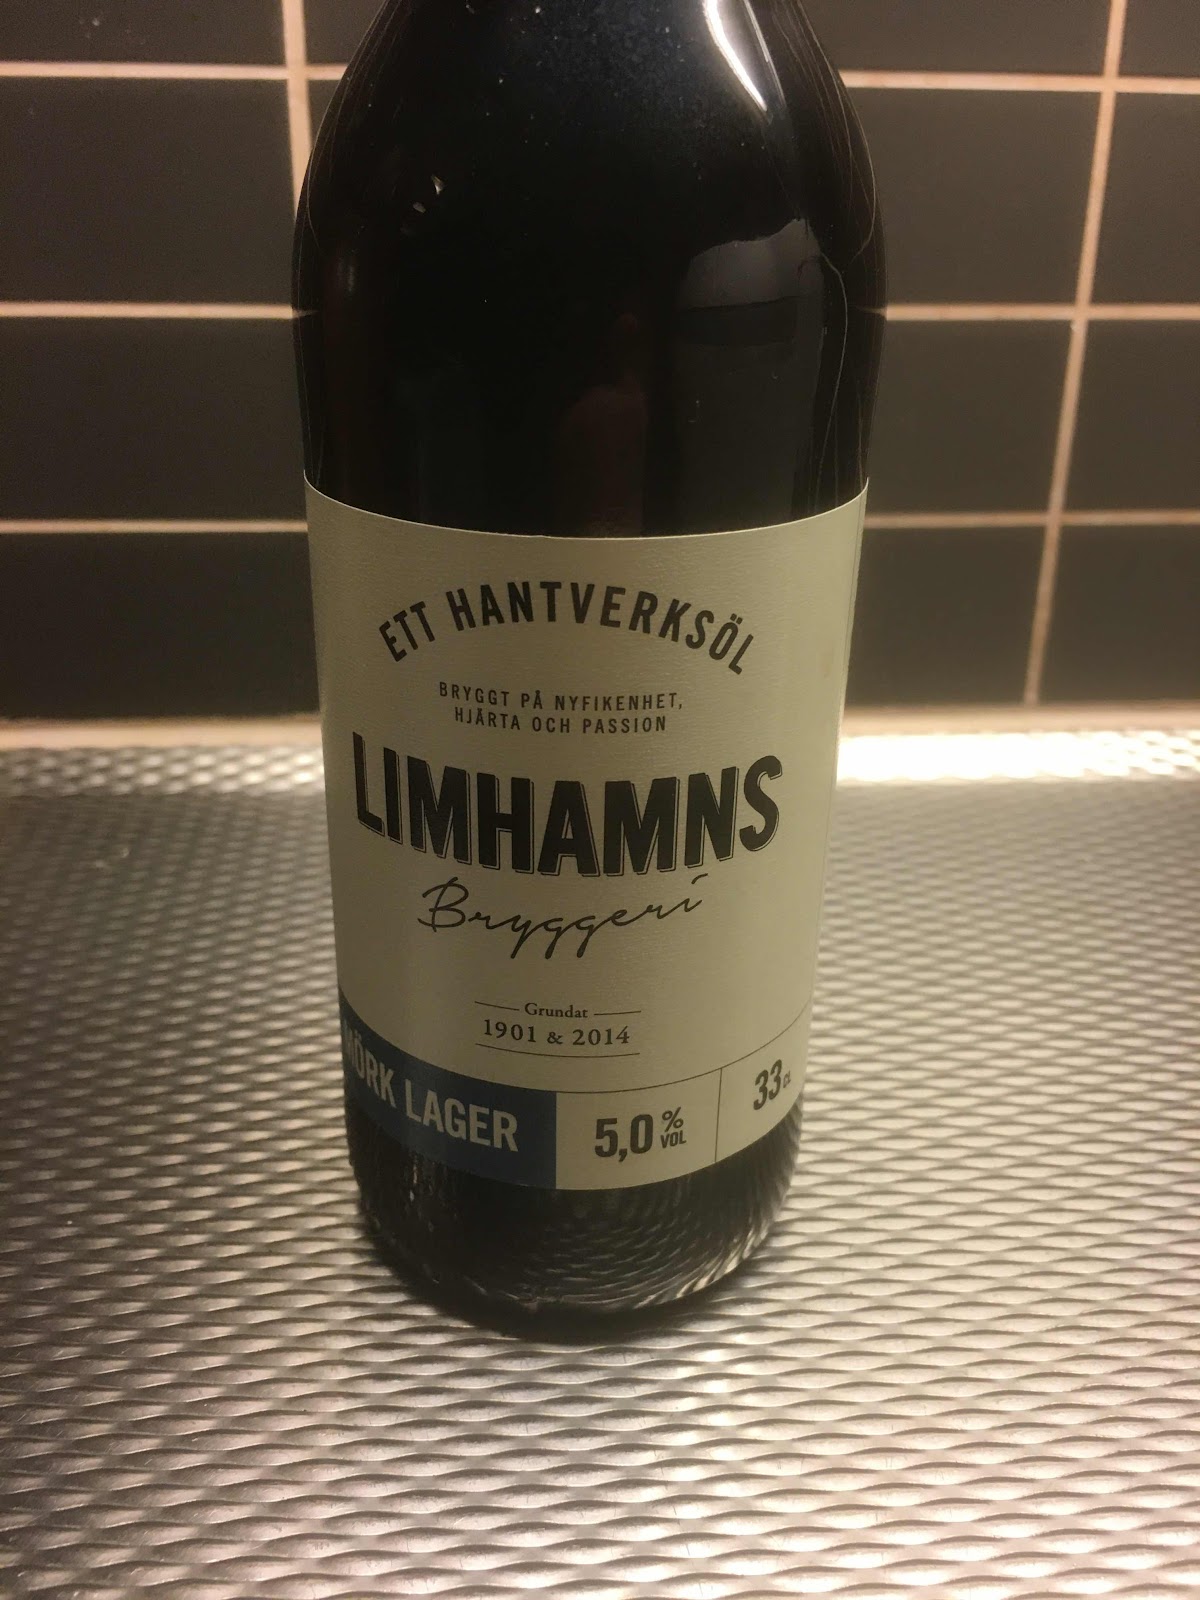 ETT HANTVERKSÖL
BRYGGT PÅ NYFIKENHET,
HJÄRTA OCH PASSION
LIMHAMNS
Bryggeri
Grundat
1901 & 2014
MÖRK LAGER
5,0 % VOL
33 CL